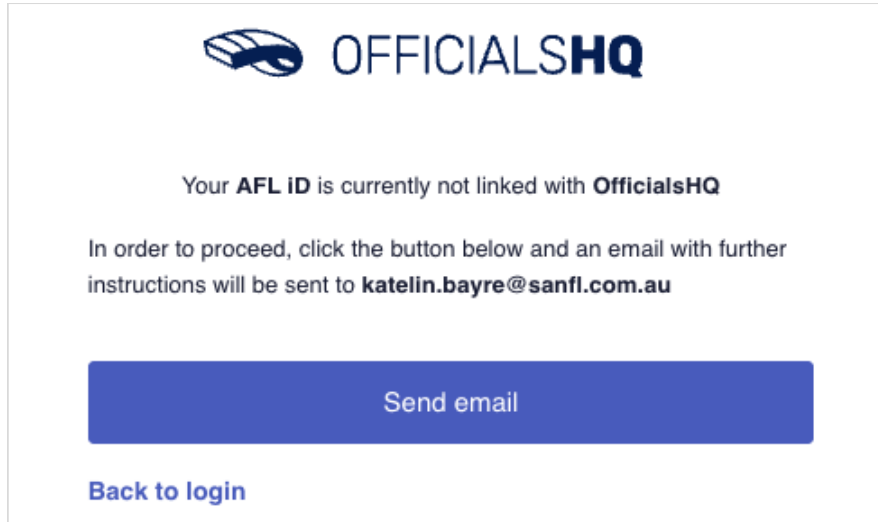 OFFICIALSHQ
Your AFL iD is currently not linked with OfficialsHQ
In order to proceed, click the button below and an email with further
instructions will be sent to katelin.bayre@sanfl.com.au
Send email
Back to login